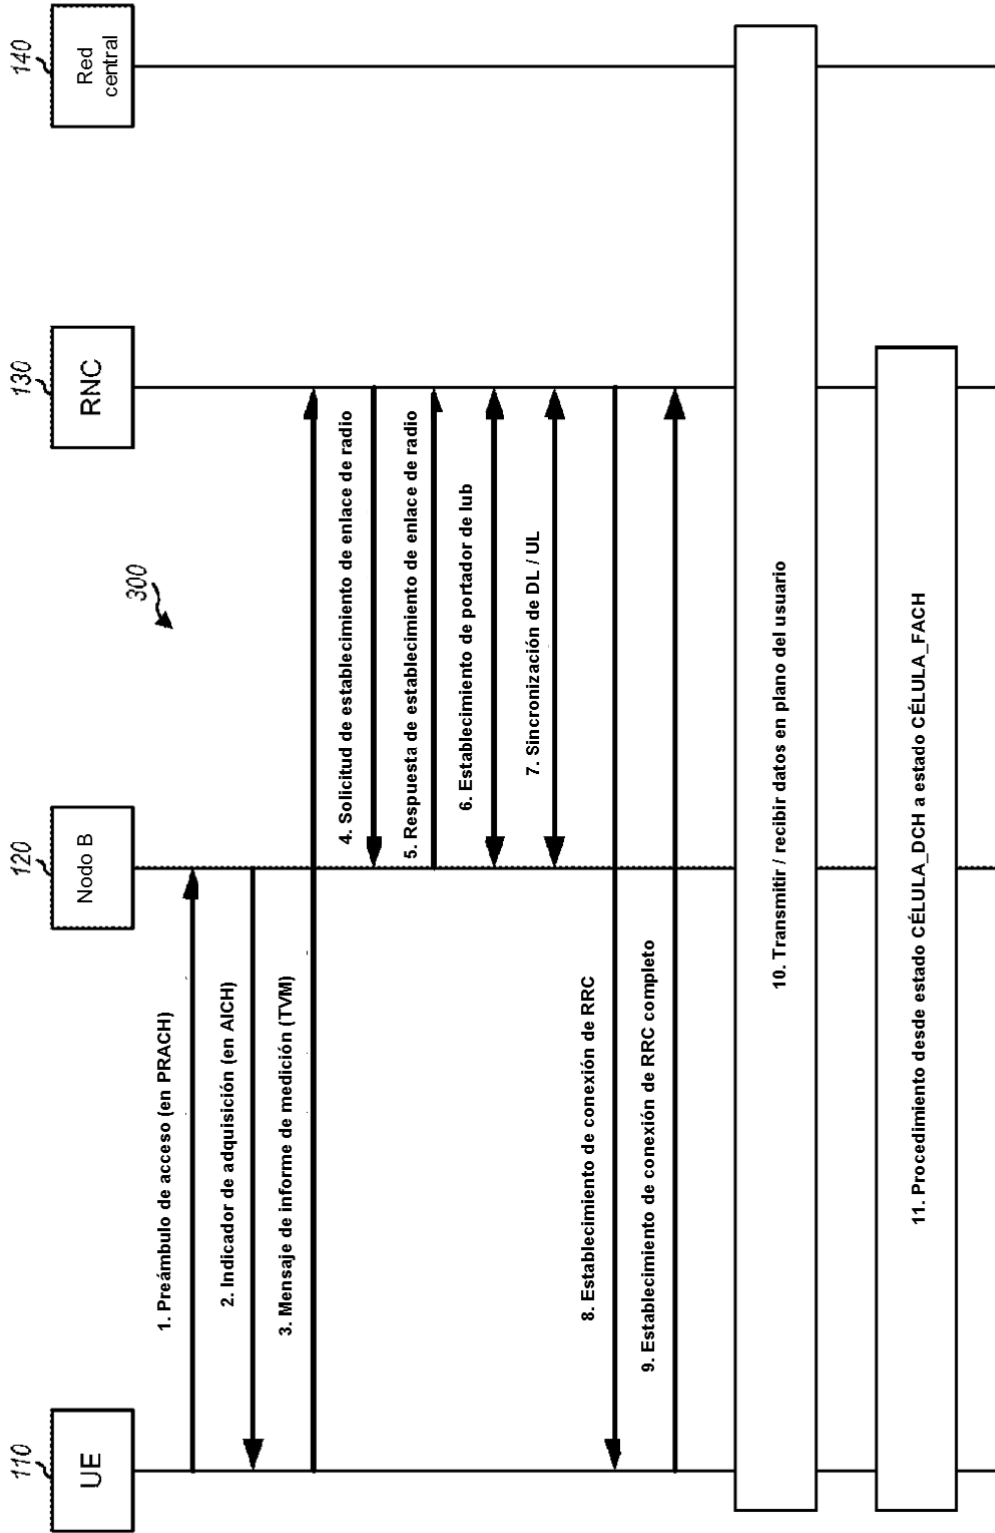 110
UE
120
Nodo B
130
RNC
140
Red
central
300
1. Preámbulo de acceso (en PRACH)
2. Indicador de adquisición (en AICH)
3. Mensaje de informe de medición (TVM)
4. Solicitud de establecimiento de enlace de radio
5. Respuesta de establecimiento de enlace de radio
6. Establecimiento de portador de lub
7. Sincronización de DL / UL
8. Establecimiento de conexión de RRC
9. Establecimiento de conexión de RRC completo
10. Transmitir / recibir datos en plano del usuario
11. Procedimiento desde estado CÉLULA_DCH a estado CÉLULA_FACH